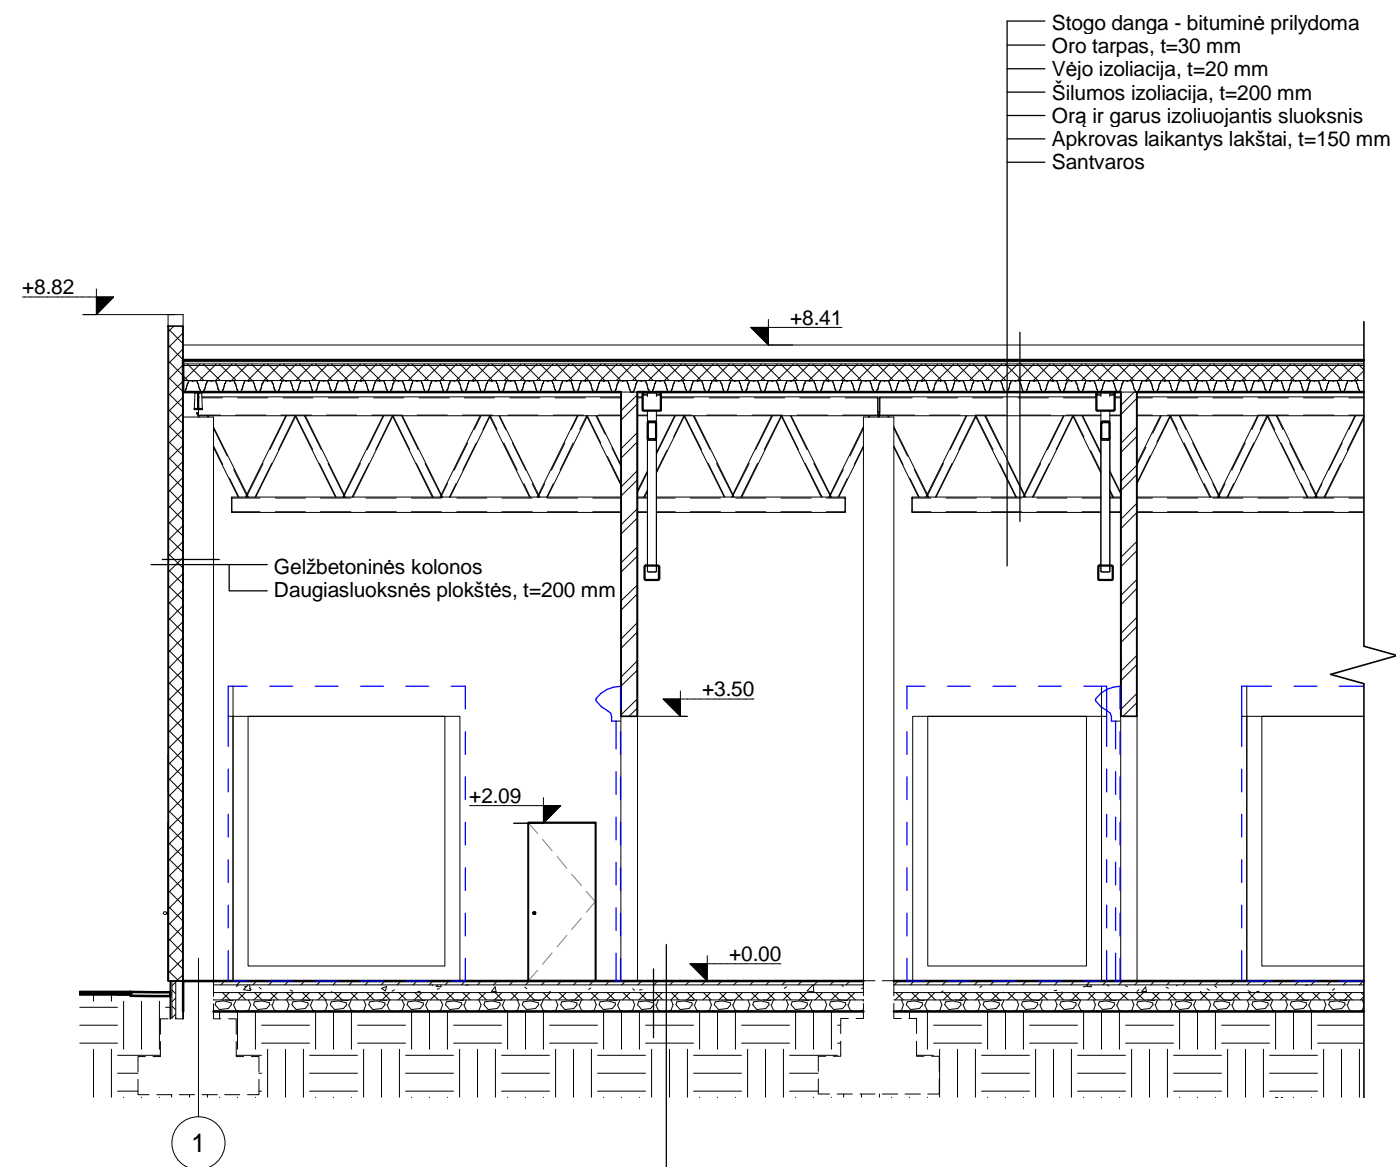 Stogo danga - bituminė prilydoma
Oro tarpas, t=30 mm
Vėjo izoliacija, t=20 mm
Šilumos izoliacija, t=200 mm
Orą ir garus izoliuojantis sluoksnis
Apkrovas laikantys lakštai, t=150 mm
Santvaros
+8.82
+8.41
Gelžbetoninės kolonos
Daugiasluoksnės plokštės, t=200 mm
+3.50
+2.09
+0.00
1